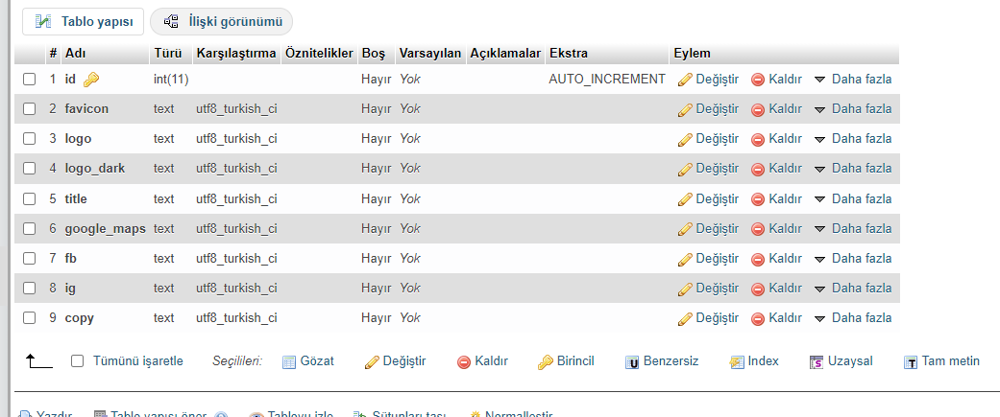 Tablo yapısı İlişki görünümü
# Adı Türü Karşılaştırma Öznitelikler Boş Varsayılan Açıklamalar Ekstra Eylem
1 id int(11) Hayır Yok AUTO_INCREMENT Değiştir Kaldır Daha fazla
2 favicon text utf8_turkish_ci Hayır Yok Değiştir Kaldır Daha fazla
3 logo text utf8_turkish_ci Hayır Yok Değiştir Kaldır Daha fazla
4 logo_dark text utf8_turkish_ci Hayır Yok Değiştir Kaldır Daha fazla
5 title text utf8_turkish_ci Hayır Yok Değiştir Kaldır Daha fazla
6 google_maps text utf8_turkish_ci Hayır Yok Değiştir Kaldır Daha fazla
7 fb text utf8_turkish_ci Hayır Yok Değiştir Kaldır Daha fazla
8 ig text utf8_turkish_ci Hayır Yok Değiştir Kaldır Daha fazla
9 copy text utf8_turkish_ci Hayır Yok Değiştir Kaldır Daha fazla
Tümünü işaretle Seçilileri: Gözat Değiştir Kaldır Birincil Benzersiz Index Uzaysal Tam metin
Yazdır Tablo yapısı öner Tabloyu izle Sütunları taşı Normalleştir